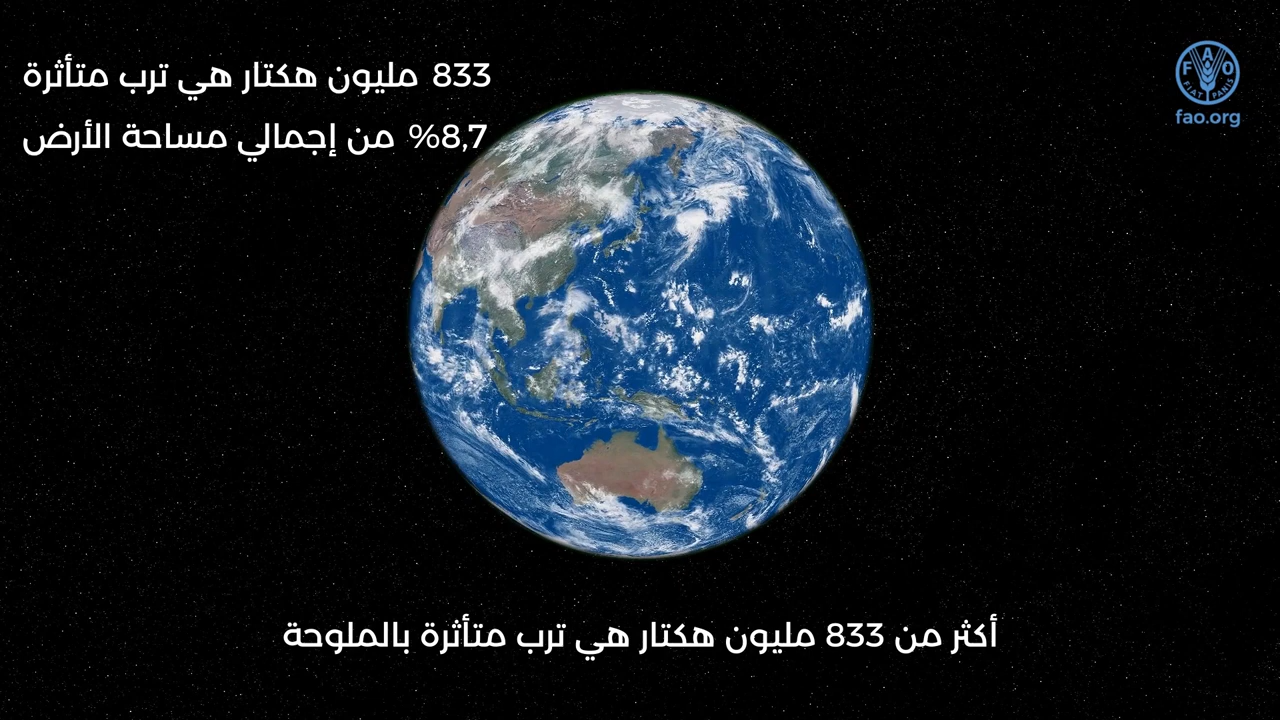 833 مليون هكتار هي ترب متأثرة
%8,7 من إجمالي مساحة الأرض
F A O
FIAT PANIS
fao.org
أكثر من 833 مليون هكتار هي ترب متأثرة بالملوحة